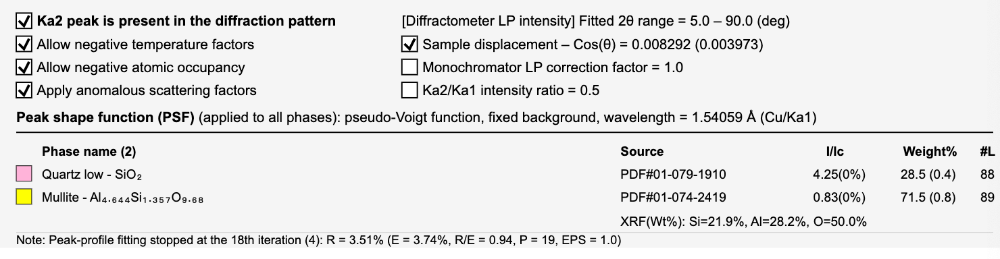 Ka2 peak is present in the diffraction pattern [Diffractometer LP intensity] Fitted 2θ range = 5.0 – 90.0 (deg)
Allow negative temperature factors Sample displacement – Cos(θ) = 0.008292 (0.003973)
Allow negative atomic occupancy Monochromator LP correction factor = 1.0
Apply anomalous scattering factors Ka2/Ka1 intensity ratio = 0.5
Peak shape function (PSF) (applied to all phases): pseudo-Voigt function, fixed background, wavelength = 1.54059 Å (Cu/Ka1)
Phase name (2) Source I/Ic Weight% #L
Quartz low - SiO₂ PDF#01-079-1910 4.25(0%) 28.5 (0.4) 88
Mullite - Al₄.₆₄₄Si₁.₃₅₇O₉.₆₈ PDF#01-074-2419 0.83(0%) 71.5 (0.8) 89
XRF(Wt%): Si=21.9%, Al=28.2%, O=50.0%
Note: Peak-profile fitting stopped at the 18th iteration (4): R = 3.51% (E = 3.74%, R/E = 0.94, P = 19, EPS = 1.0)